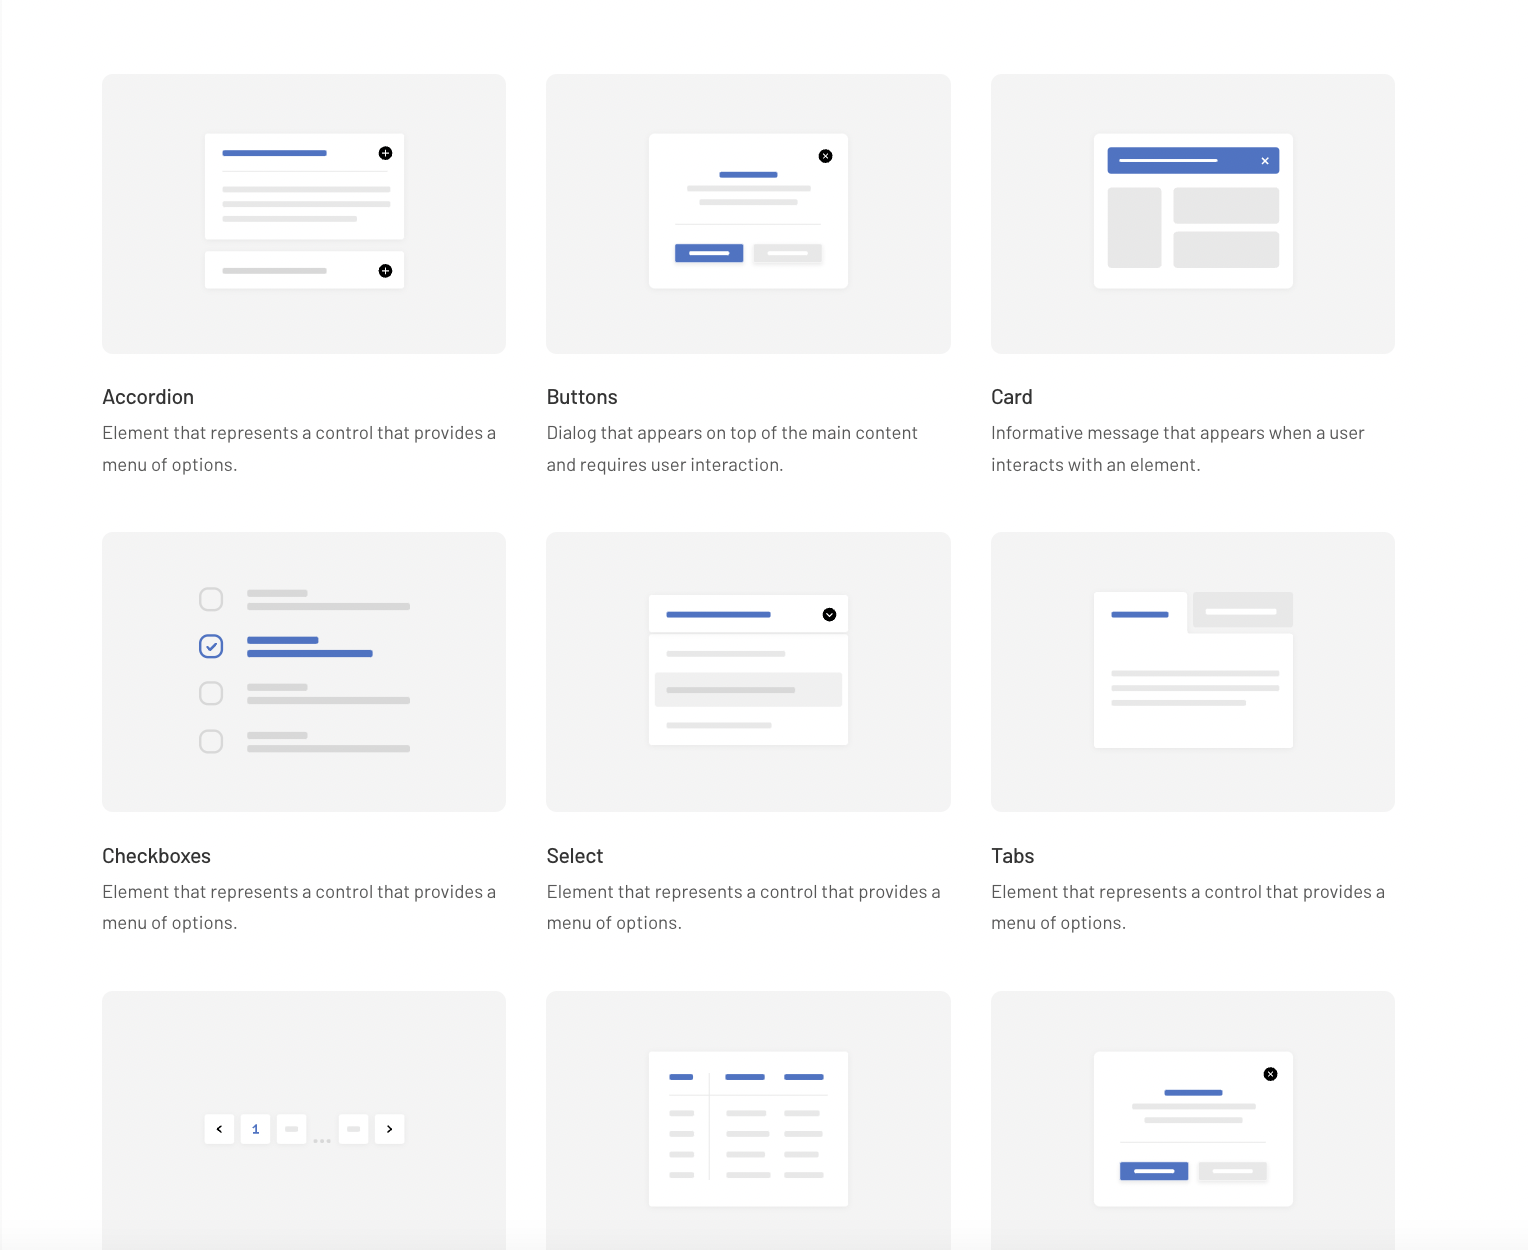 Accordion
Element that represents a control that provides a
menu of options.
Buttons
Dialog that appears on top of the main content
and requires user interaction.
Card
Informative message that appears when a user
interacts with an element.
Checkboxes
Element that represents a control that provides a
menu of options.
Select
Element that represents a control that provides a
menu of options.
Tabs
Element that represents a control that provides a
menu of options.
1